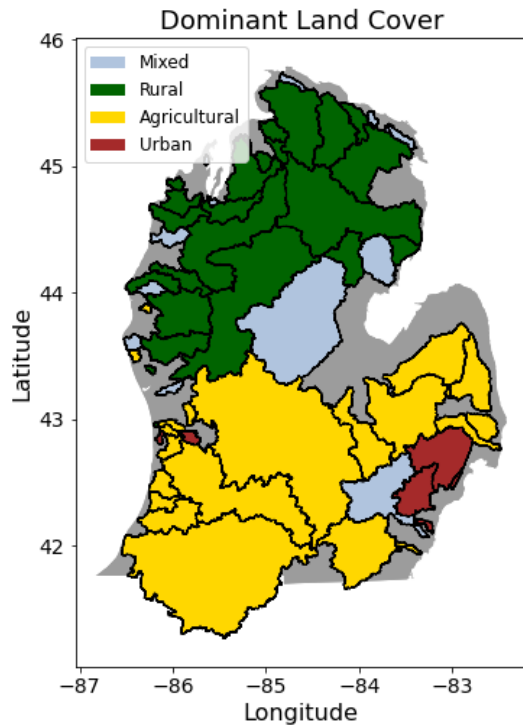 Dominant Land Cover
Mixed
Rural
Agricultural
Urban
46
45
44
43
42
Latitude
−87 −86 −85 −84 −83
Longitude